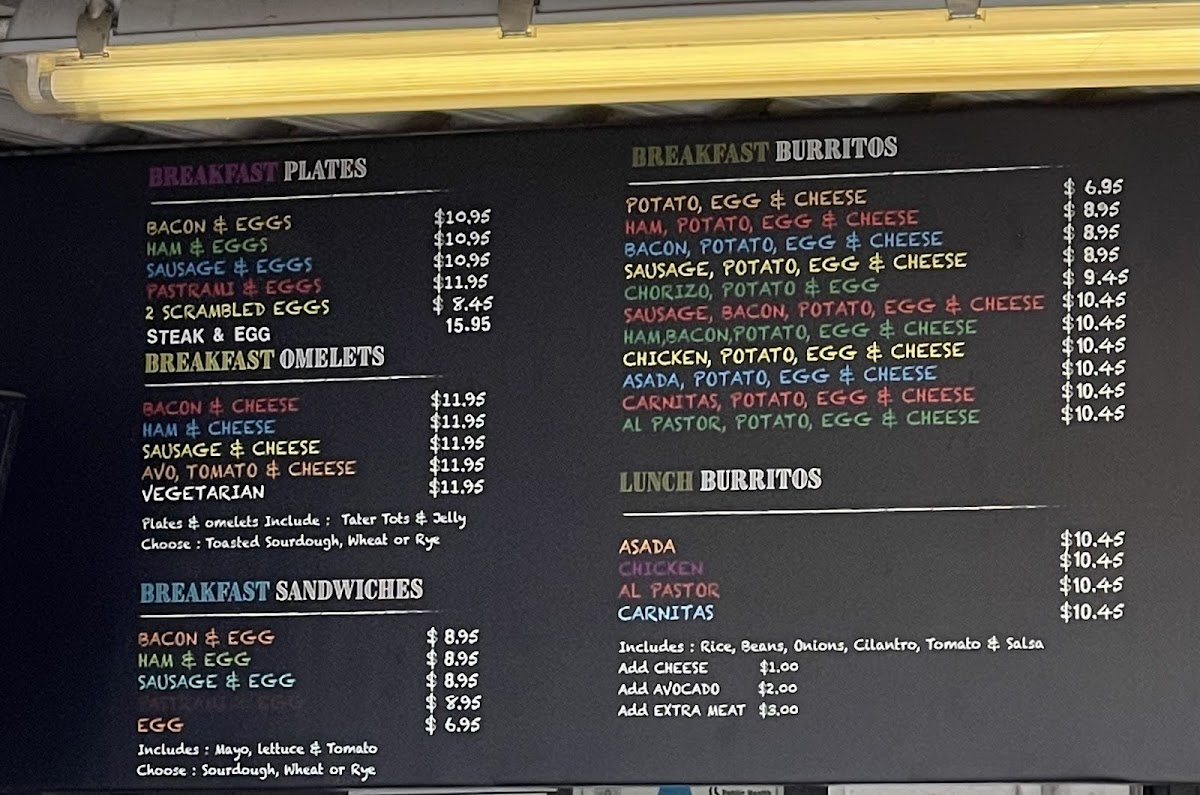 BREAKFAST PLATES
BACON & EGGS $10.95
HAM & EGGS $10.95
SAUSAGE & EGGS $10.95
PASTRAMI & EGGS $11.95
2 SCRAMBLED EGGS $ 8.45
STEAK & EGG 15.95
BREAKFAST OMELETS
BACON & CHEESE $11.95
HAM & CHEESE $11.95
SAUSAGE & CHEESE $11.95
AVO, TOMATO & CHEESE $11.95
VEGETARIAN $11.95
Plates & omelets Include : Tater Tots & Jelly
Choose : Toasted Sourdough, Wheat or Rye
BREAKFAST SANDWICHES
BACON & EGG $ 8.95
HAM & EGG $ 8.95
SAUSAGE & EGG $ 8.95
PASTRAMI & EGG $ 8.95
EGG $ 6.95
Includes : Mayo, lettuce & Tomato
Choose : Sourdough, Wheat or Rye
BREAKFAST BURRITOS
POTATO, EGG & CHEESE $ 6.95
HAM, POTATO, EGG & CHEESE $ 8.95
BACON, POTATO, EGG & CHEESE $ 8.95
SAUSAGE, POTATO, EGG & CHEESE $ 8.95
CHORIZO, POTATO & EGG $ 9.45
SAUSAGE, BACON, POTATO, EGG & CHEESE $10.45
HAM,BACON,POTATO, EGG & CHEESE $10.45
CHICKEN, POTATO, EGG & CHEESE $10.45
ASADA, POTATO, EGG & CHEESE $10.45
CARNITAS, POTATO, EGG & CHEESE $10.45
AL PASTOR, POTATO, EGG & CHEESE $10.45
LUNCH BURRITOS
ASADA $10.45
CHICKEN $10.45
AL PASTOR $10.45
CARNITAS $10.45
Includes : Rice, Beans, Onions, Cilantro, Tomato & Salsa
Add CHEESE $1.00
Add AVOCADO $2.00
Add EXTRA MEAT $3.00